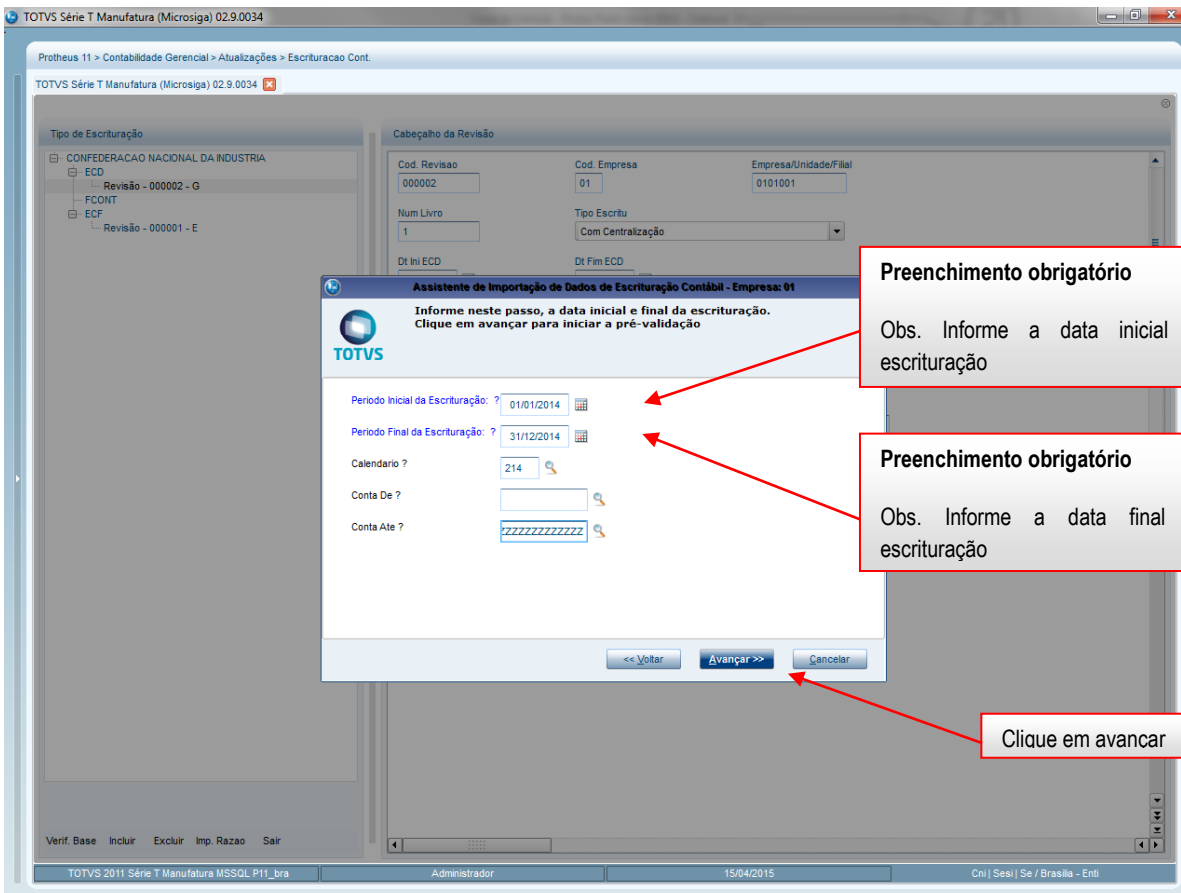 TOTVS Série T Manufatura (Microsiga) 02.9.0034
Protheus 11 > Contabilidade Gerencial > Atualizações > Escrituracao Cont.
TOTVS Série T Manufatura (Microsiga) 02.9.0034
Tipo de Escrituração
CONFEDERACAO NACIONAL DA INDUSTRIA
ECD
Revisão - 000002 - G
FCONT
ECF
Revisão - 000001 - E
Cabeçalho da Revisão
Cod. Revisao Cod. Empresa Empresa/Unidade/Filial
000002 01 0101001
Num Livro Tipo Escritu
1 Com Centralização
Dt Ini ECD Dt Fim ECD
Assistente de Importação de Dados de Escrituração Contábil - Empresa: 01
Informe neste passo, a data inicial e final da escrituração.
Clique em avançar para iniciar a pré-validação
TOTVS
Periodo Inicial da Escrituração: ? 01/01/2014
Periodo Final da Escrituração: ? 31/12/2014
Calendario ? 214
Conta De ?
Conta Ate ? ZZZZZZZZZZZZZ
<< Voltar Avançar >> Cancelar
Preenchimento obrigatório
Obs. Informe a data inicial
escrituração
Preenchimento obrigatório
Obs. Informe a data final
escrituração
Clique em avancar
Verif. Base Incluir Excluir Imp. Razao Sair
TOTVS 2011 Série T Manufatura MSSQL P11_bra Administrador 15/04/2015 Cni | Sesi | Se / Brasilia - Enti